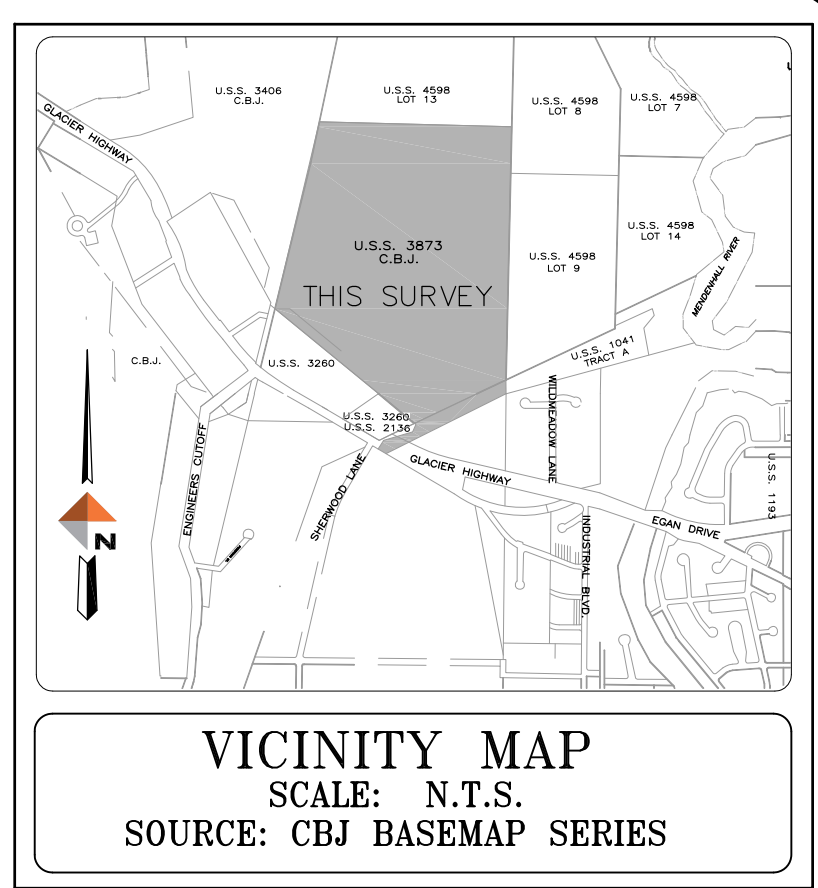 U.S.S. 3406
C.B.J.
U.S.S. 4598
LOT 13
U.S.S. 4598
LOT 8
U.S.S. 4598
LOT 7
GLACIER HIGHWAY
U.S.S. 3873
C.B.J.
THIS SURVEY
U.S.S. 4598
LOT 9
U.S.S. 4598
LOT 14
MENDENHALL RIVER
C.B.J.
U.S.S. 3260
U.S.S. 1041
TRACT A
U.S.S. 3260
U.S.S. 2136
WILDMEADOW LANE
ENGINEERS CUTOFF
SHERWOOD LANE
GLACIER HIGHWAY
U.S.S. 1193
EGAN DRIVE
INDUSTRIAL BLVD.
N
VICINITY MAP
SCALE: N.T.S.
SOURCE: CBJ BASEMAP SERIES